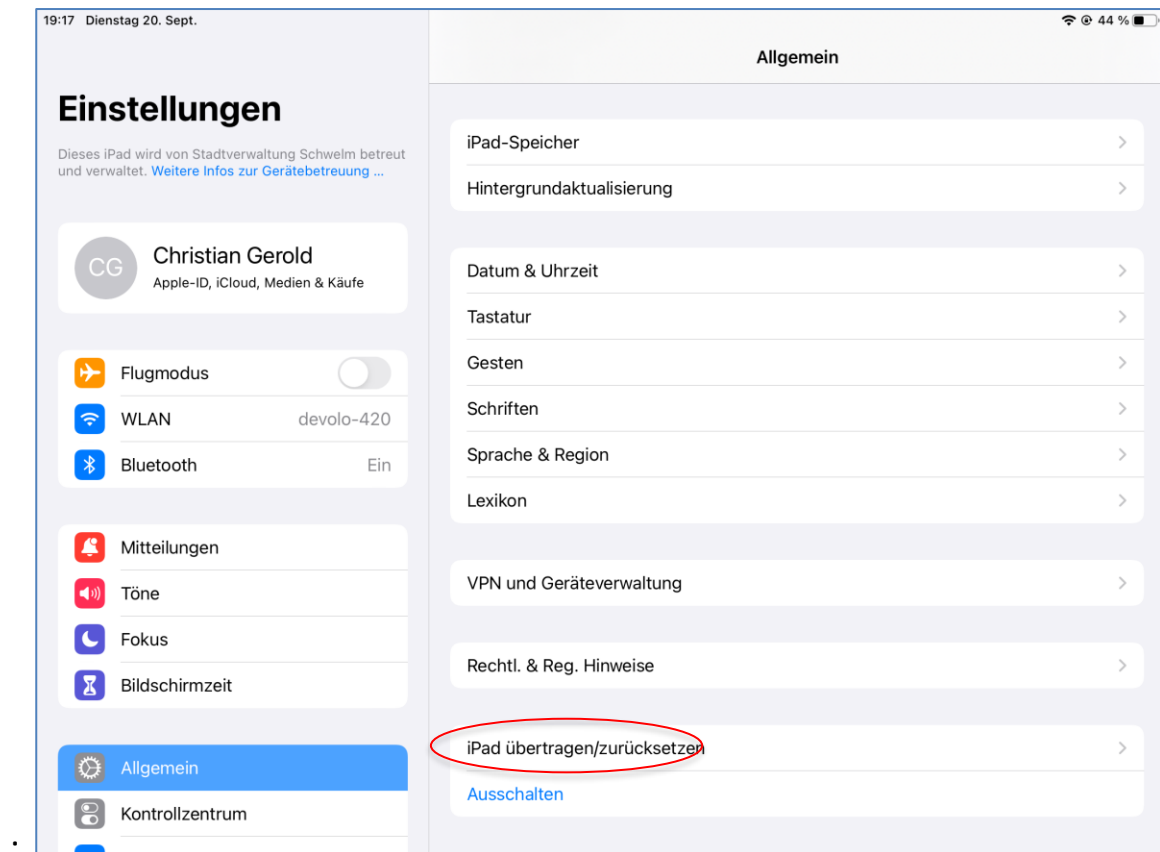 19:17 Dienstag 20. Sept.
44 %
Allgemein
Einstellungen
Dieses iPad wird von Stadtverwaltung Schwelm betreut
und verwaltet. Weitere Infos zur Gerätebetreuung ...
CG
Christian Gerold
Apple-ID, iCloud, Medien & Käufe
Flugmodus
WLAN devolo-420
Bluetooth Ein
Mitteilungen
Töne
Fokus
Bildschirmzeit
Allgemein
Kontrollzentrum
iPad-Speicher
Hintergrundaktualisierung
Datum & Uhrzeit
Tastatur
Gesten
Schriften
Sprache & Region
Lexikon
VPN und Geräteverwaltung
Rechtl. & Reg. Hinweise
iPad übertragen/zurücksetzen
Ausschalten